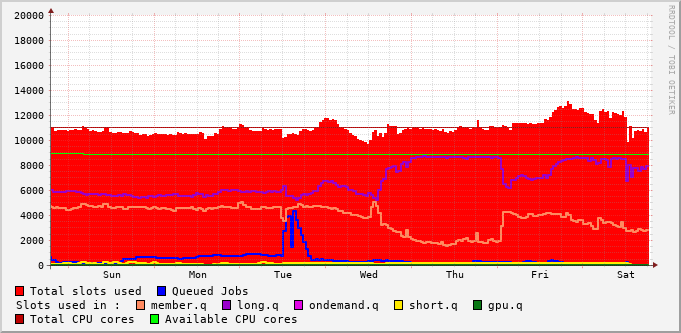 RRDTOOL / TOBI OETIKER
20000
18000
16000
14000
12000
10000
8000
6000
4000
2000
0
Sun Mon Tue Wed Thu Fri Sat
Total slots used Queued Jobs
Slots used in : member.q long.q ondemand.q short.q gpu.q
Total CPU cores Available CPU cores